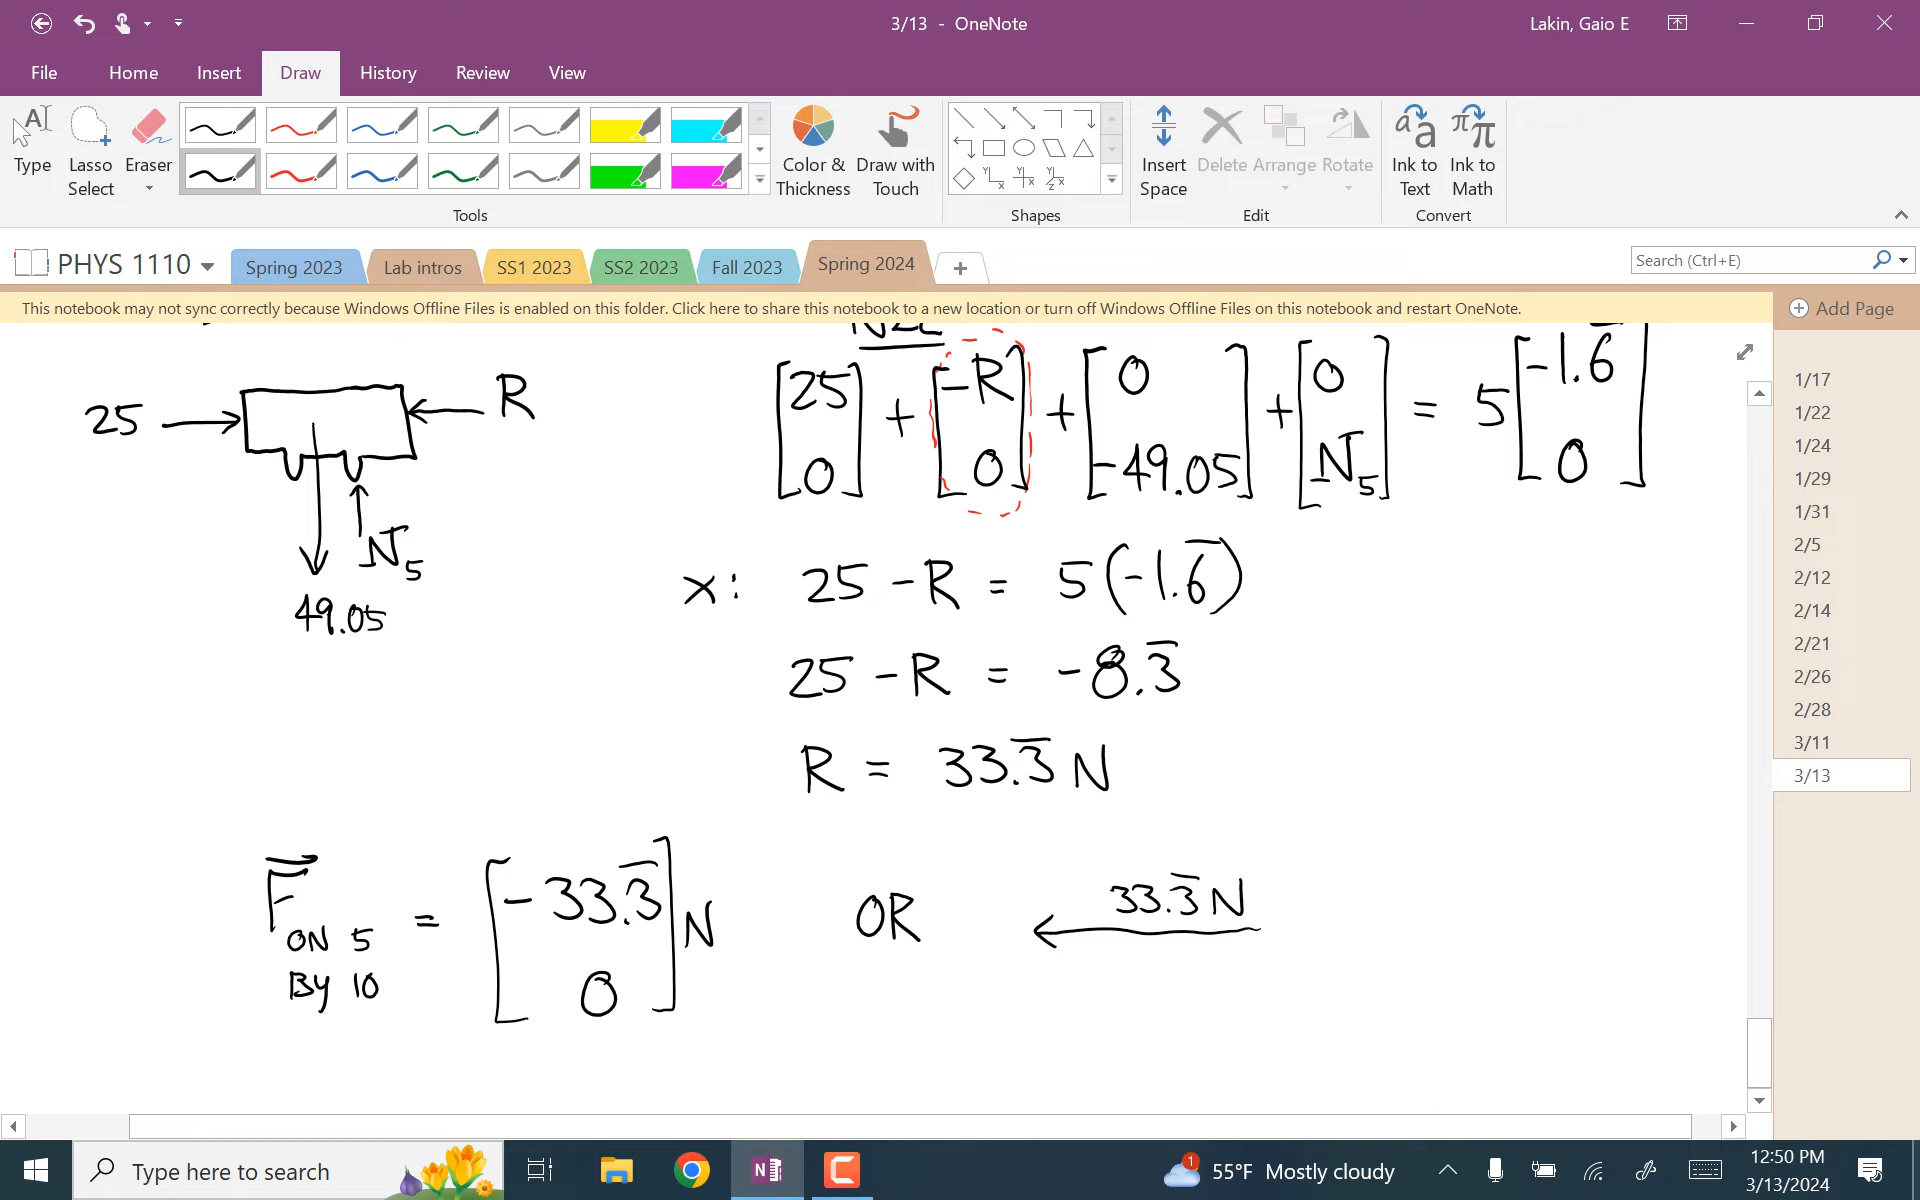 3/13 - OneNote
Lakin, Gaio E
File Home Insert Draw History Review View
Type
Lasso Select
Eraser
Color & Thickness
Draw with Touch
Insert Space
Delete
Arrange
Rotate
Ink to Text
Ink to Math
Tools
Shapes
Edit
Convert
PHYS 1110
Spring 2023
Lab intros
SS1 2023
SS2 2023
Fall 2023
Spring 2024
Search (Ctrl+E)
This notebook may not sync correctly because Windows Offline Files is enabled on this folder. Click here to share this notebook to a new location or turn off Windows Offline Files on this notebook and restart OneNote.
Add Page
1/17
1/22
1/24
1/29
1/31
2/5
2/12
2/14
2/21
2/26
2/28
3/11
3/13
25
R
N₅
49.05
N2L
[25 0] + [-R 0] + [0 -49.05] + [0 N₅] = 5 [-1.6̅ 0]
x: 25 - R = 5(-1.6̅)
25 - R = -8.3̅
R = 33.3̅ N
F⃗ ON 5 BY 10 = [-33.3̅ 0] N OR 33.3̅ N
Type here to search
1
55°F Mostly cloudy
12:50 PM
3/13/2024